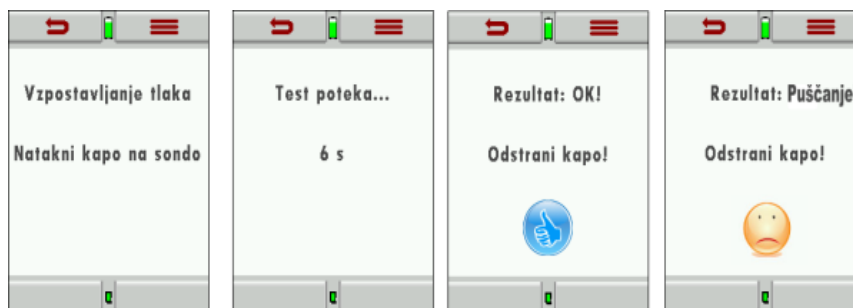 Vzpostavljanje tlaka
Natakni kapo na sondo
Test poteka...
6 s
Rezultat: OK!
Odstrani kapo!
Rezultat: Puščanje
Odstrani kapo!